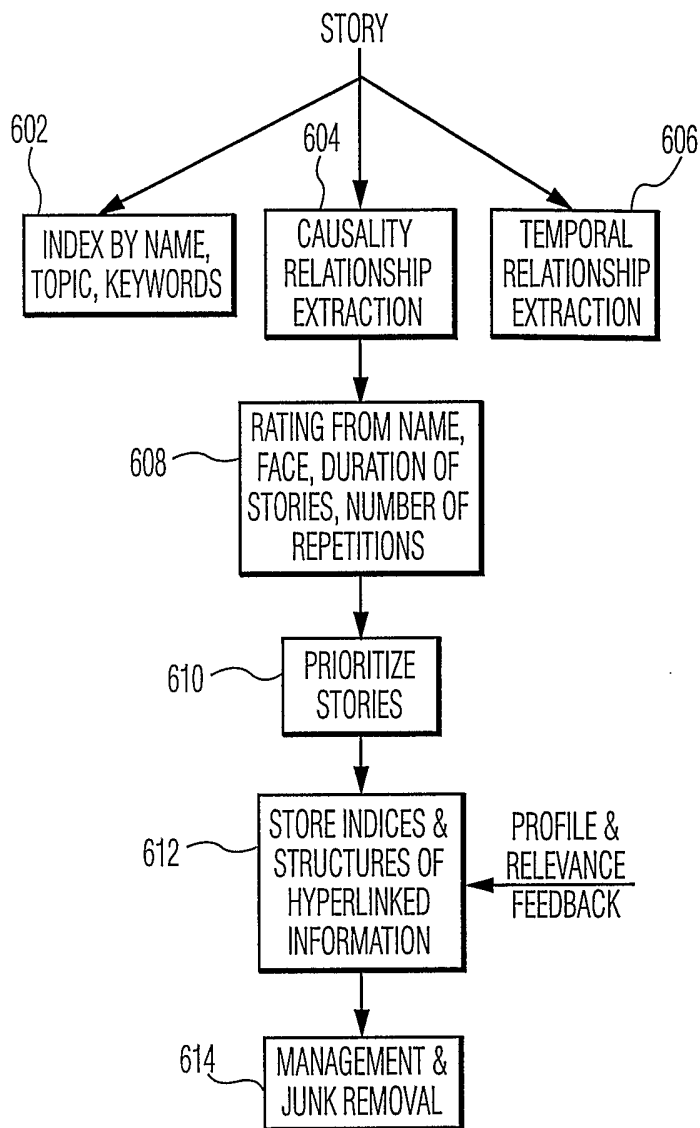 STORY
602
604
606
INDEX BY NAME,
TOPIC, KEYWORDS
CAUSALITY
RELATIONSHIP
EXTRACTION
TEMPORAL
RELATIONSHIP
EXTRACTION
608
RATING FROM NAME,
FACE, DURATION OF
STORIES, NUMBER OF
REPETITIONS
610
PRIORITIZE
STORIES
612
STORE INDICES &
STRUCTURES OF
HYPERLINKED
INFORMATION
PROFILE &
RELEVANCE
FEEDBACK
614
MANAGEMENT &
JUNK REMOVAL